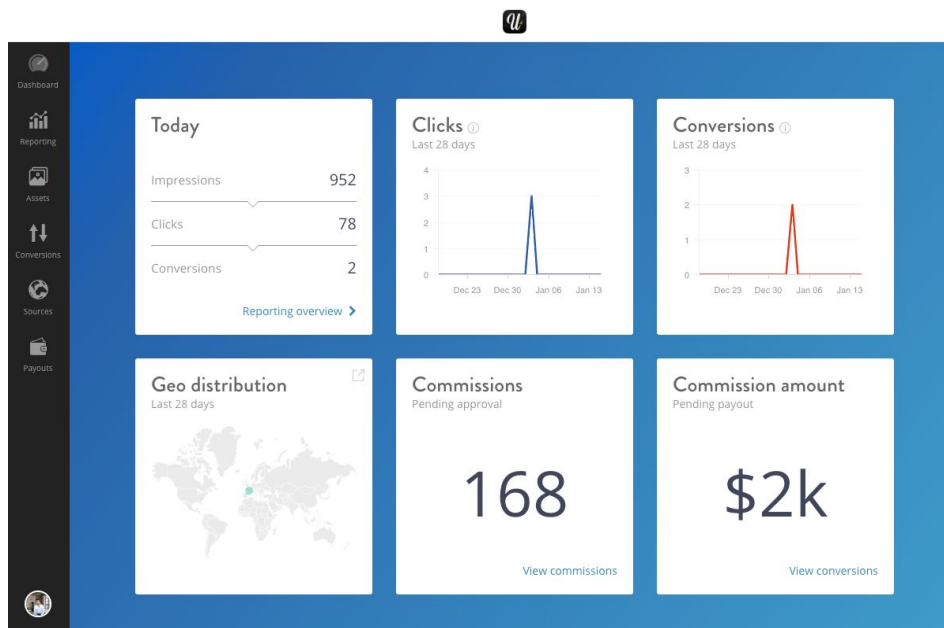 U
Dashboard
Reporting
Assets
Conversions
Sources
Payouts
Today
Impressions 952
Clicks 78
Conversions 2
Reporting overview
Clicks
Last 28 days
4
3
2
1
0
Dec 23 Dec 30 Jan 06 Jan 13
Conversions
Last 28 days
3
2
1
0
Dec 23 Dec 30 Jan 06 Jan 13
Geo distribution
Last 28 days
Commissions
Pending approval
168
View commissions
Commission amount
Pending payout
$2k
View conversions